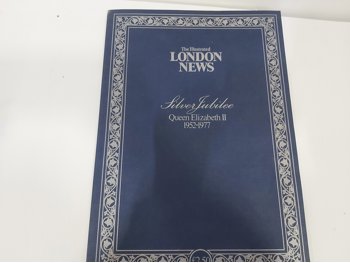 The Illustrated
LONDON
NEWS
Silver Jubilee
Queen Elizabeth II
1952-1977